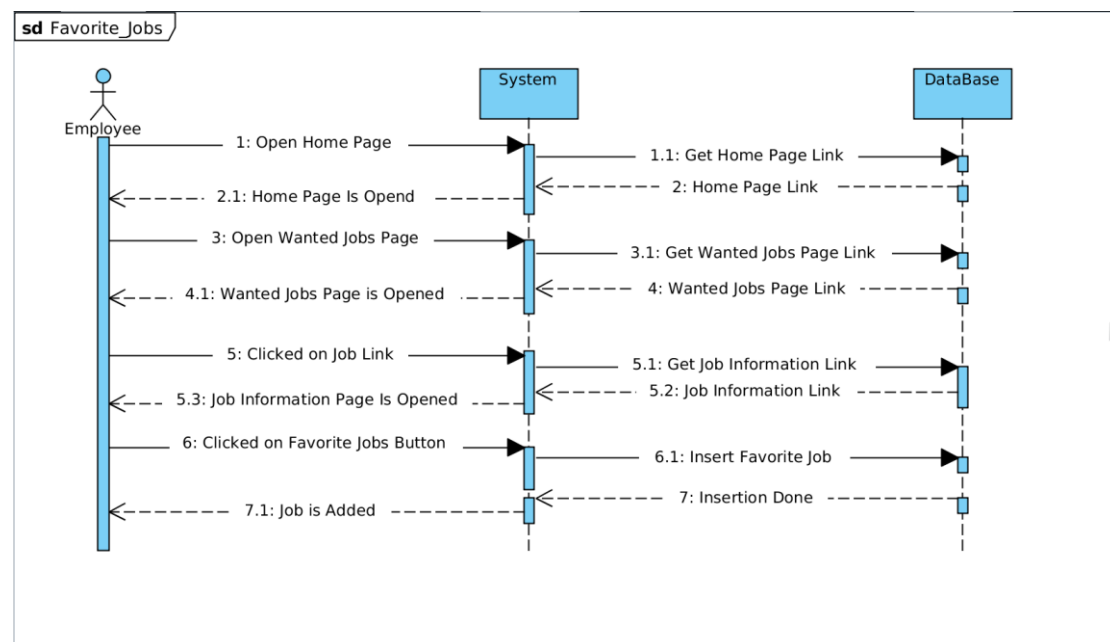 sd Favorite_Jobs
System
DataBase
Employee
1: Open Home Page
1.1: Get Home Page Link
2: Home Page Link
2.1: Home Page Is Opend
3: Open Wanted Jobs Page
3.1: Get Wanted Jobs Page Link
4: Wanted Jobs Page Link
4.1: Wanted Jobs Page is Opened
5: Clicked on Job Link
5.1: Get Job Information Link
5.2: Job Information Link
5.3: Job Information Page Is Opened
6: Clicked on Favorite Jobs Button
6.1: Insert Favorite Job
7: Insertion Done
7.1: Job is Added